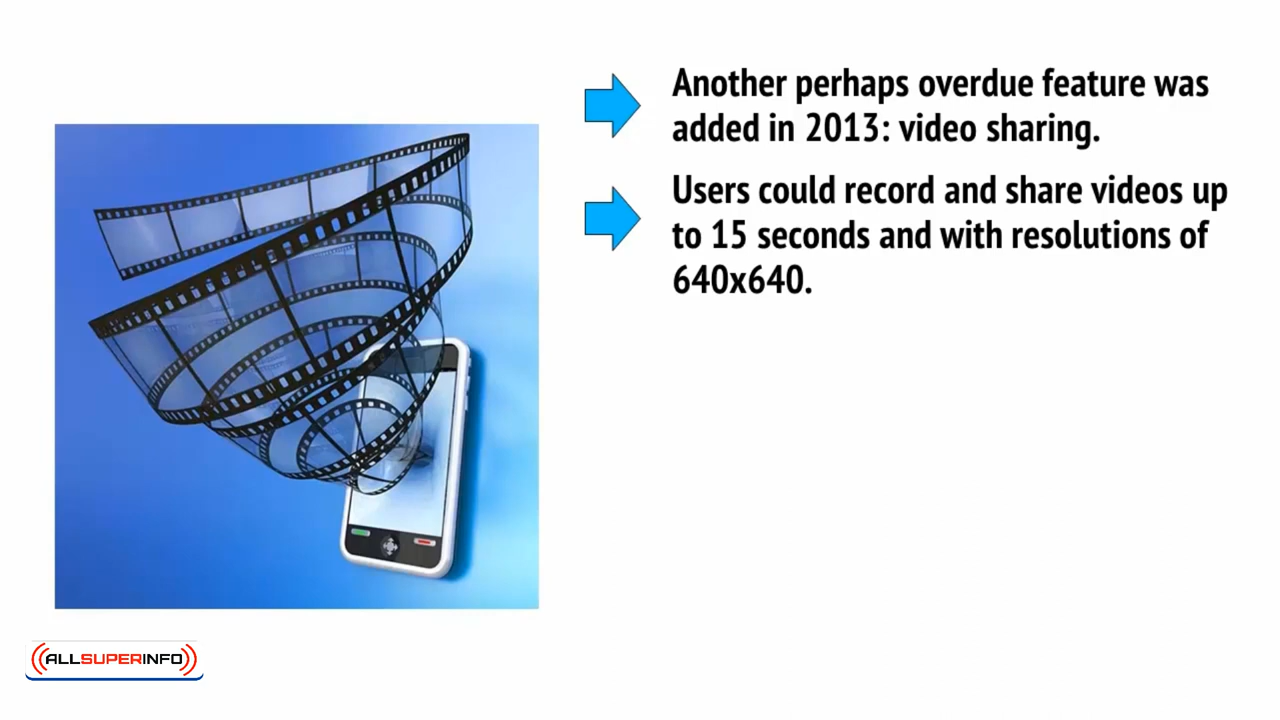 Another perhaps overdue feature was
added in 2013: video sharing.
Users could record and share videos up
to 15 seconds and with resolutions of
640x640.
ALLSUPERINFO